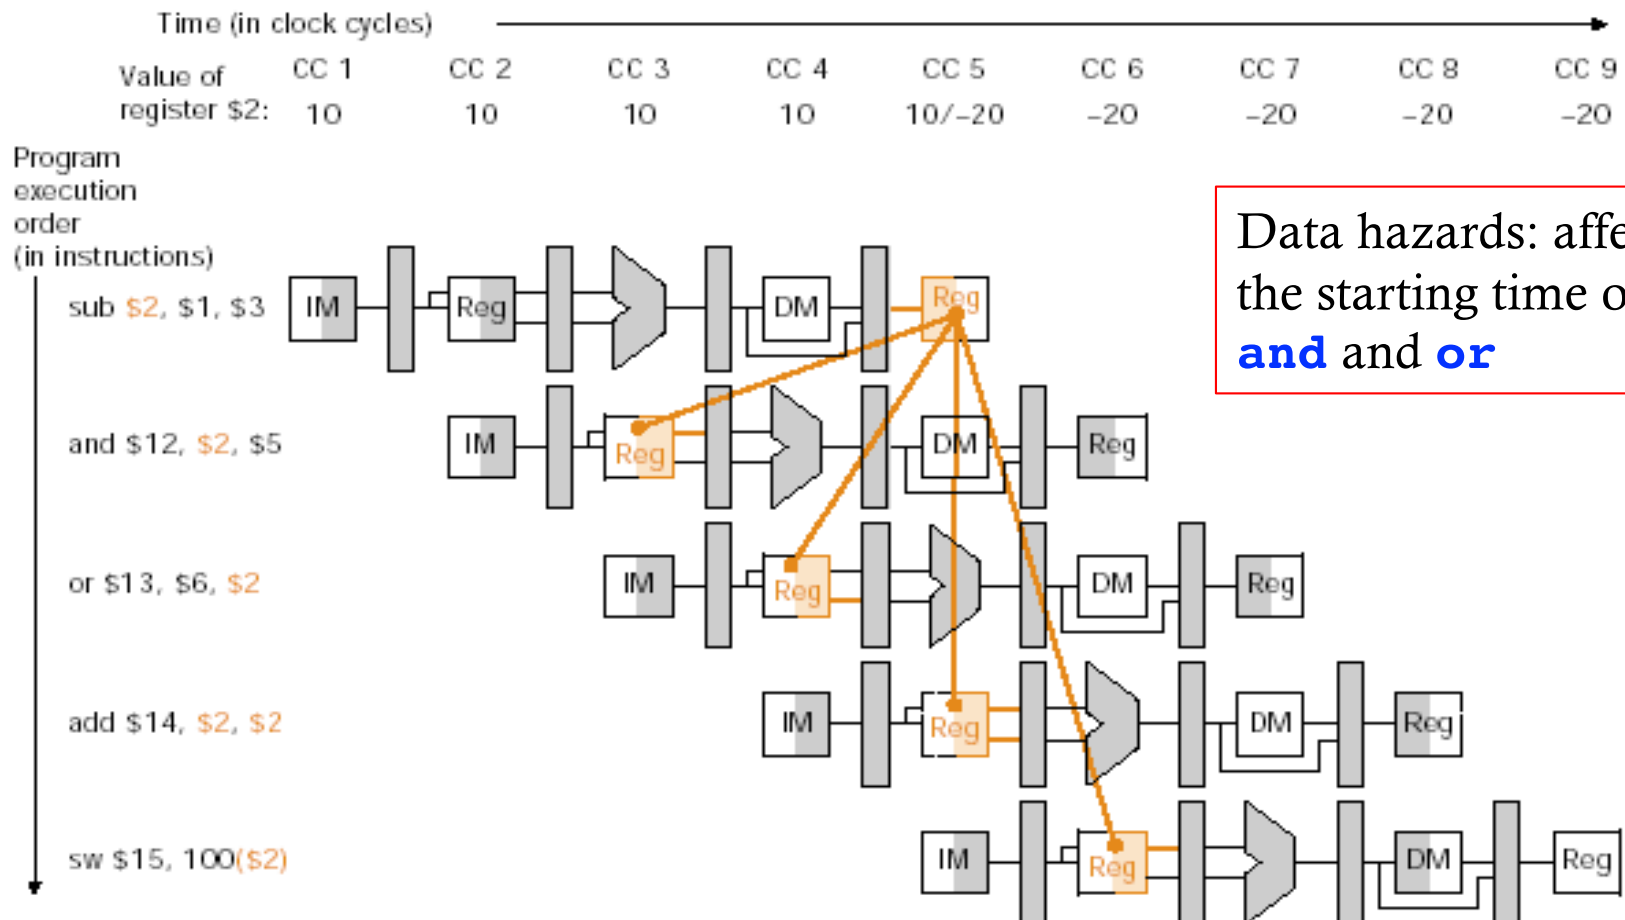 Time (in clock cycles)
Value of register $2:
CC 1 CC 2 CC 3 CC 4 CC 5 CC 6 CC 7 CC 8 CC 9
10 10 10 10 10/–20 –20 –20 –20 –20
Program
execution
order
(in instructions)
Data hazards:
the starting time
and and or
sub $2, $1, $3
IM Reg DM Reg
and $12, $2, $5
IM Reg DM Reg
or $13, $6, $2
IM Reg DM Reg
add $14, $2, $2
IM Reg DM Reg
sw $15, 100($2)
IM Reg DM Reg